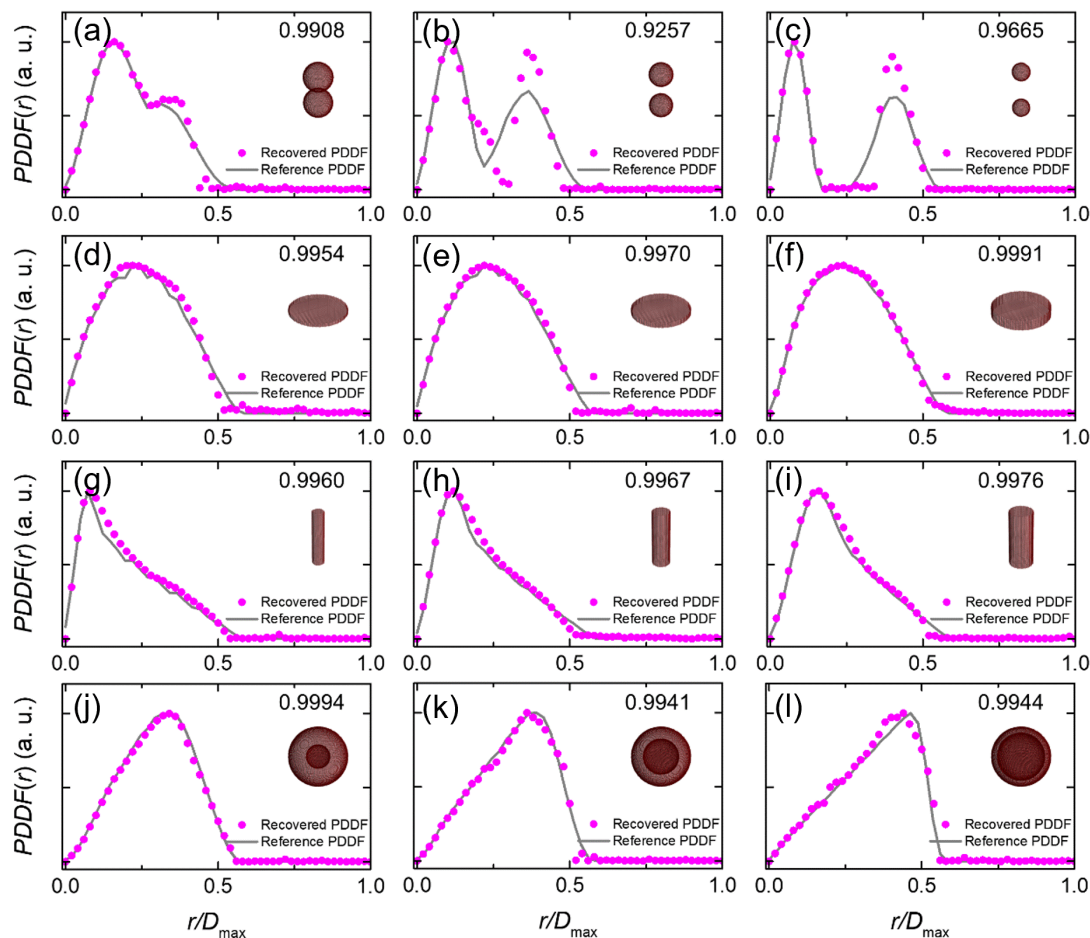 (a) 0.9908
(b) 0.9257
(c) 0.9665
PDDF(r) (a. u.)
Recovered PDDF
Reference PDDF
Recovered PDDF
Reference PDDF
Recovered PDDF
Reference PDDF
0.0 0.5 1.0
0.0 0.5 1.0
0.0 0.5 1.0
(d) 0.9954
(e) 0.9970
(f) 0.9991
PDDF(r) (a. u.)
Recovered PDDF
Reference PDDF
Recovered PDDF
Reference PDDF
Recovered PDDF
Reference PDDF
0.0 0.5 1.0
0.0 0.5 1.0
0.0 0.5 1.0
(g) 0.9960
(h) 0.9967
(i) 0.9976
PDDF(r) (a. u.)
Recovered PDDF
Reference PDDF
Recovered PDDF
Reference PDDF
Recovered PDDF
Reference PDDF
0.0 0.5 1.0
0.0 0.5 1.0
0.0 0.5 1.0
(j) 0.9994
(k) 0.9941
(l) 0.9944
PDDF(r) (a. u.)
Recovered PDDF
Reference PDDF
Recovered PDDF
Reference PDDF
Recovered PDDF
Reference PDDF
0.0 0.5 1.0
0.0 0.5 1.0
0.0 0.5 1.0
r/Dmax
r/Dmax
r/Dmax